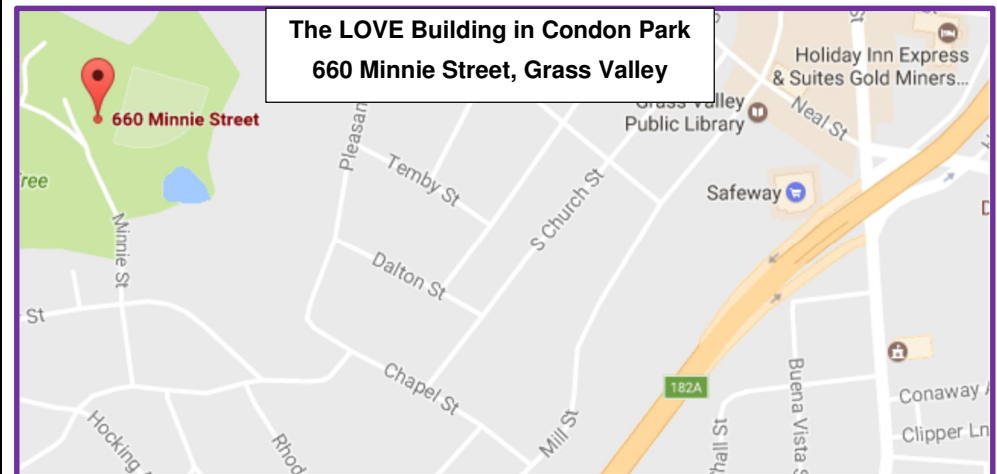 The LOVE Building in Condon Park
660 Minnie Street, Grass Valley
St
Holiday Inn Express
& Suites Gold Miners...
Grass Valley
Public Library
Neal St
660 Minnie Street
Pleasan
Temby St
ree
Safeway
S Church St
Minnie St
Dalton St
St
Chapel St
182A
Buena Vista S
Conaway
Clipper Ln
Mill St
hall St
Hocking
Rhod